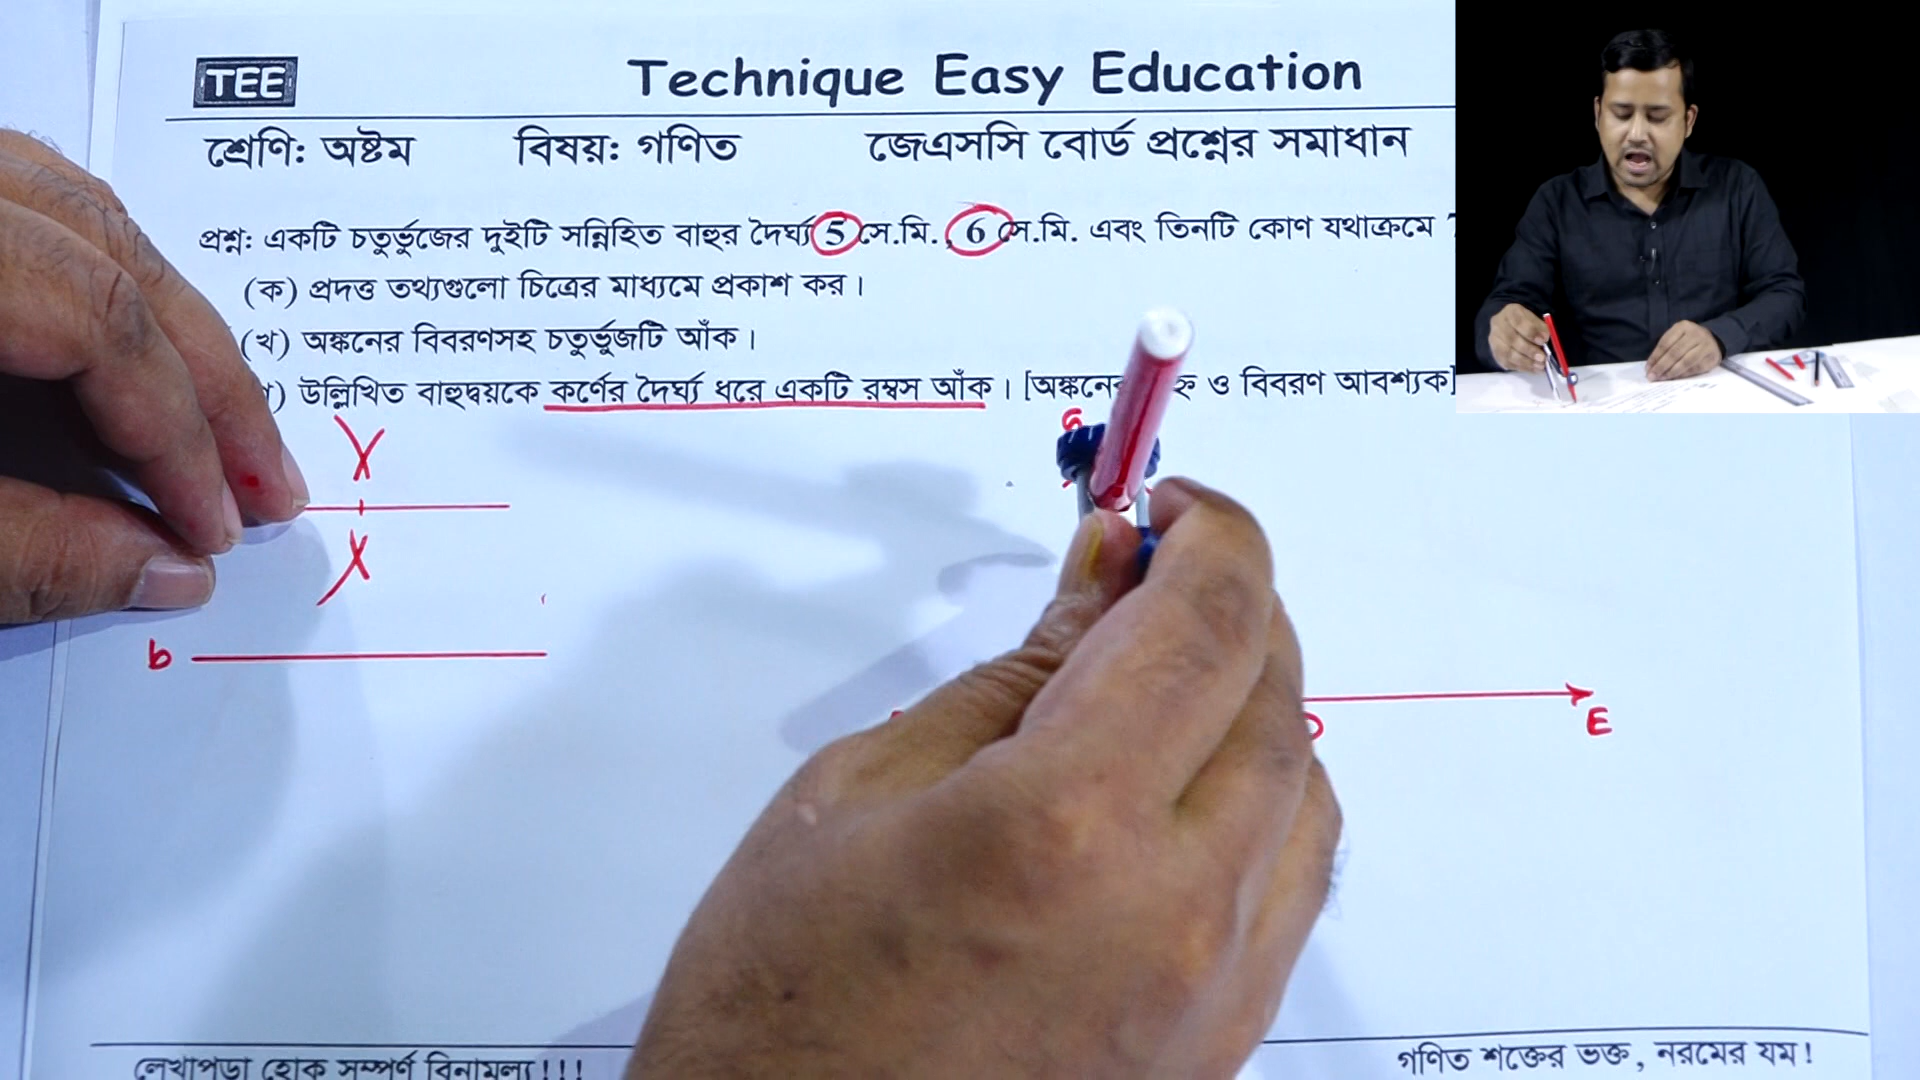 TEE
Technique Easy Education
শ্রেণি: অষ্টম বিষয়: গণিত জেএসসি বোর্ড প্রশ্নের সমাধান
প্রশ্ন: একটি চতুর্ভুজের দুইটি সন্নিহিত বাহুর দৈর্ঘ্য 5 সে.মি., 6 সে.মি. এবং তিনটি কোণ যথাক্রমে
(ক) প্রদত্ত তথ্যগুলো চিত্রের মাধ্যমে প্রকাশ কর।
(খ) অঙ্কনের বিবরণসহ চতুর্ভুজটি আঁক।
উল্লিখিত বাহুদ্বয়কে কর্ণের দৈর্ঘ্য ধরে একটি রম্বস আঁক। [অঙ্কনের ও বিবরণ আবশ্যক]
b
E
লেখাপড়া হোক সম্পূর্ণ বিনামূল্যে!!!
গণিত শক্তের ভক্ত, নরমের যম!